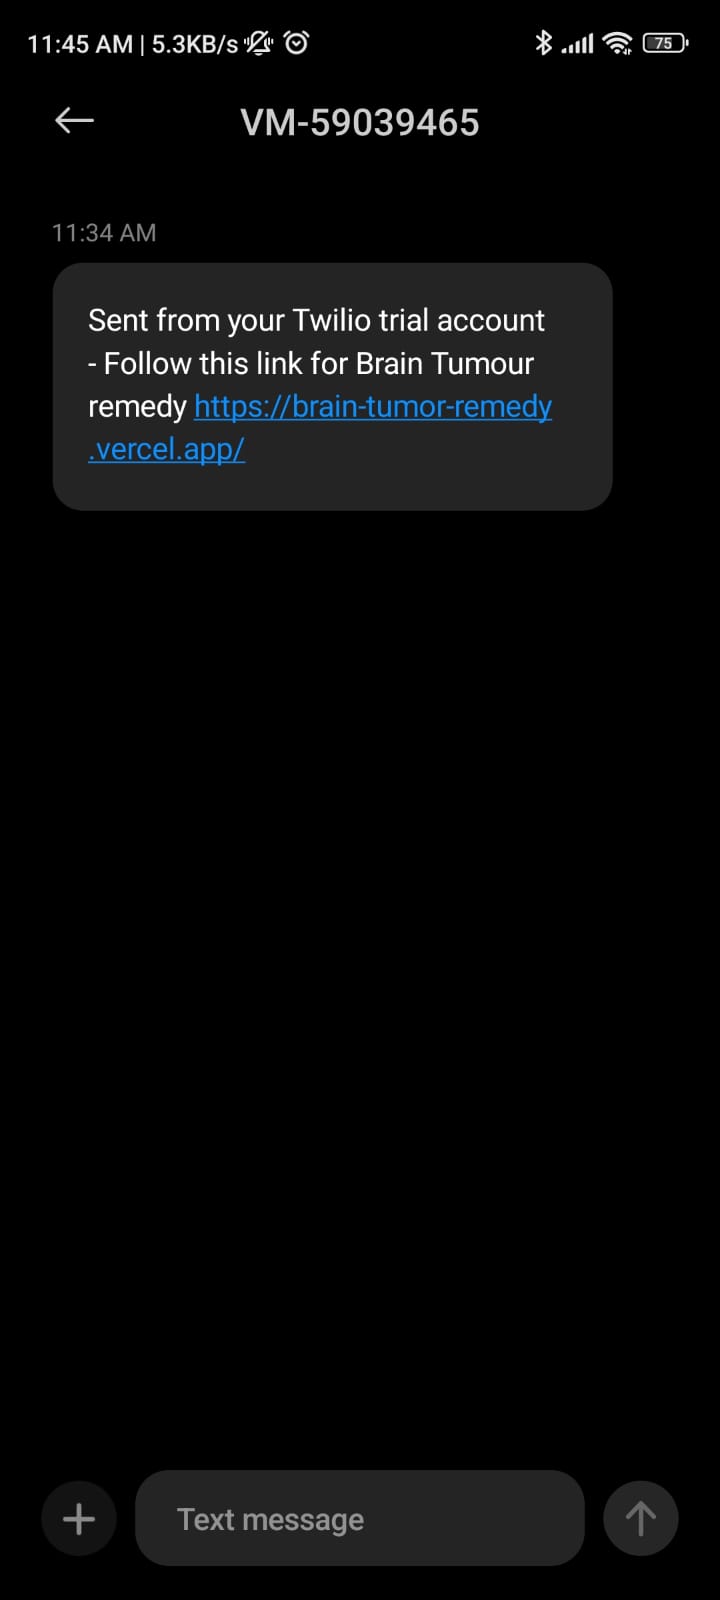 11:45 AM | 5.3KB/s 75
VM-59039465
11:34 AM
Sent from your Twilio trial account
- Follow this link for Brain Tumour
remedy https://brain-tumor-remedy
.vercel.app/
Text message